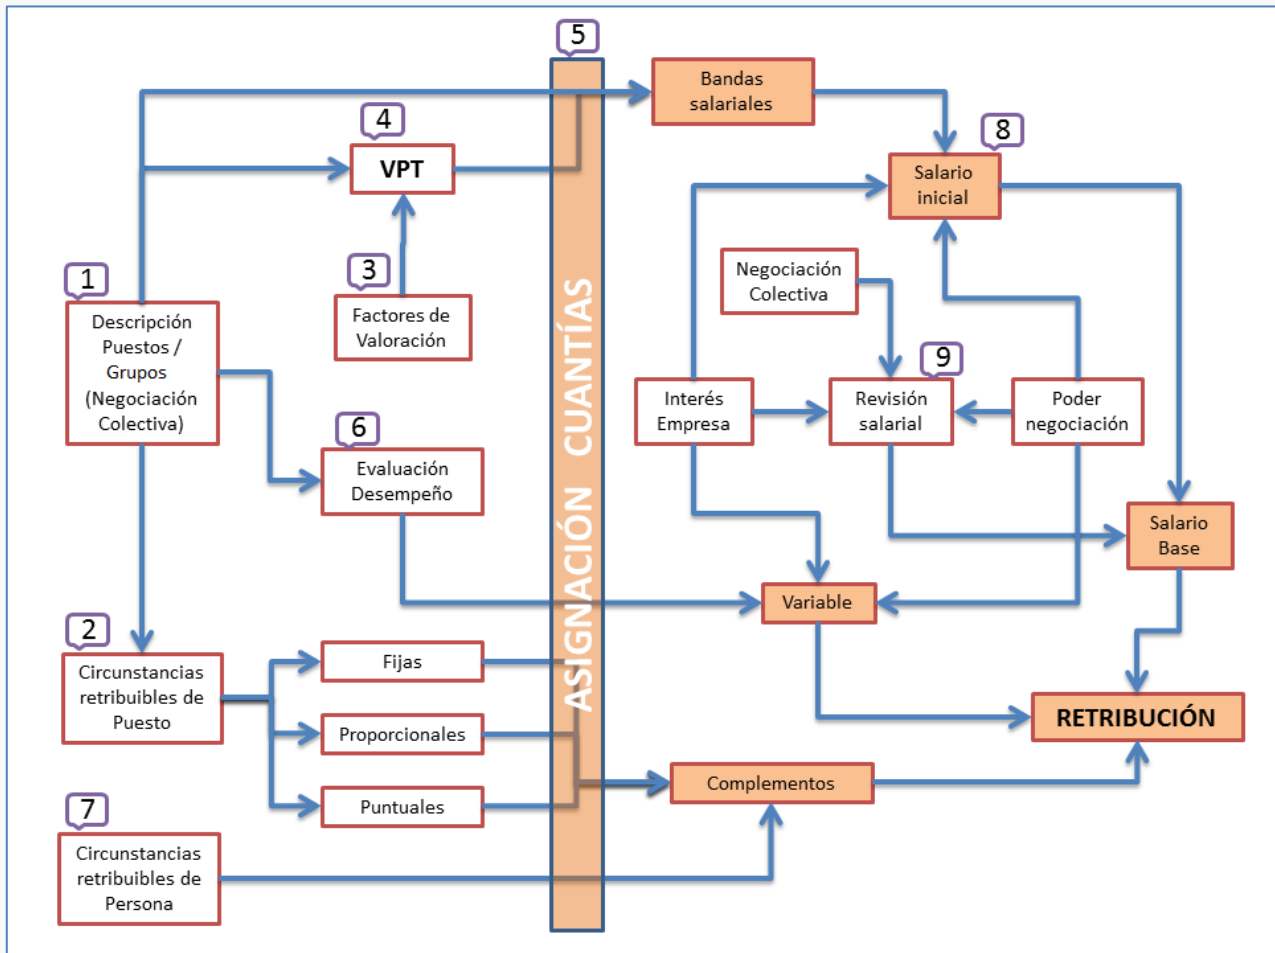 5
Bandas
salariales
4
VPT
8
Salario
inicial
3
Factores de
Valoración
1
Descripción
Puestos /
Grupos
(Negociación
Colectiva)
Negociación
Colectiva
ASIGNACIÓN CUANTÍAS
9
Interés
Empresa
Revisión
salarial
Poder
negociación
6
Evaluación
Desempeño
Salario
Base
Variable
2
Circunstancias
retribuibles de
Puesto
Fijas
Proporcionales
Puntuales
RETRIBUCIÓN
Complementos
7
Circunstancias
retribuibles de
Persona